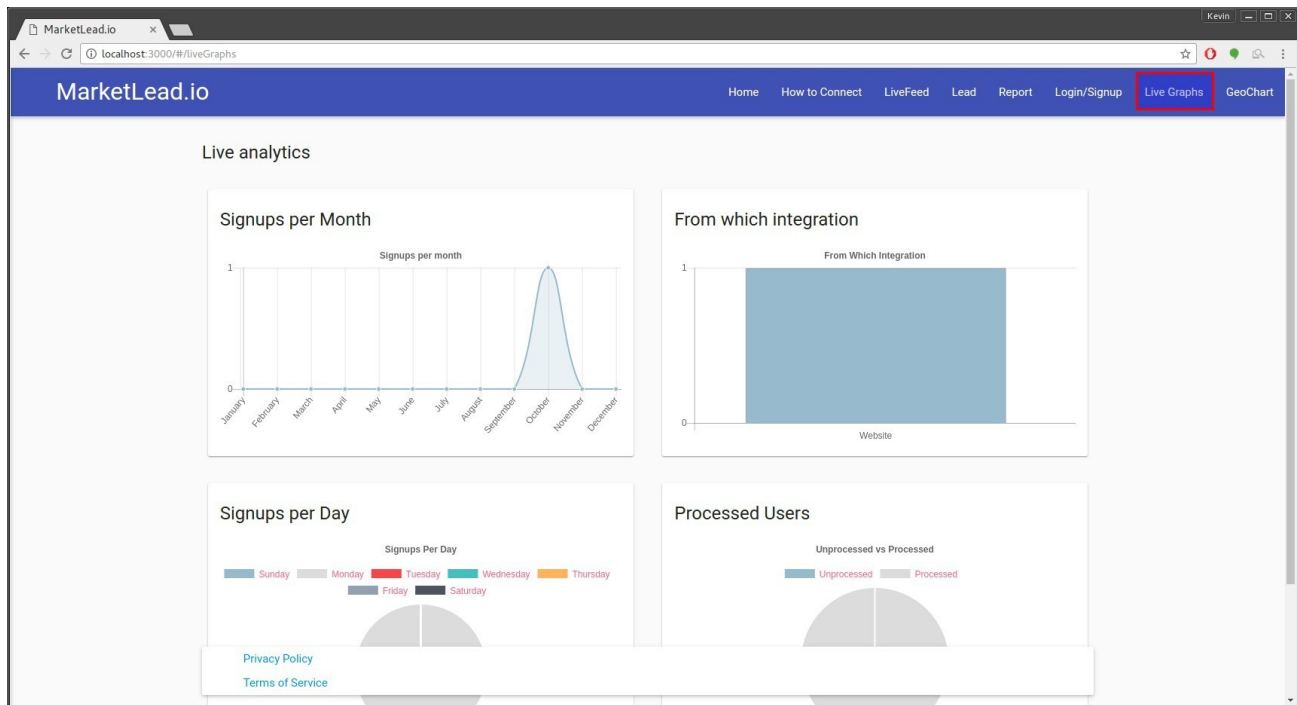 Kevin
MarketLead.io
localhost:3000/#/liveGraphs
MarketLead.io
Home How to Connect LiveFeed Lead Report Login/Signup Live Graphs GeoChart
Live analytics
Signups per Month
Signups per month
1
0
January February March April May June July August September October November December
From which integration
From Which Integration
1
0
Website
Signups per Day
Signups Per Day
Sunday Monday Tuesday Wednesday Thursday
Friday Saturday
Processed Users
Unprocessed vs Processed
Unprocessed Processed
Privacy Policy
Terms of Service